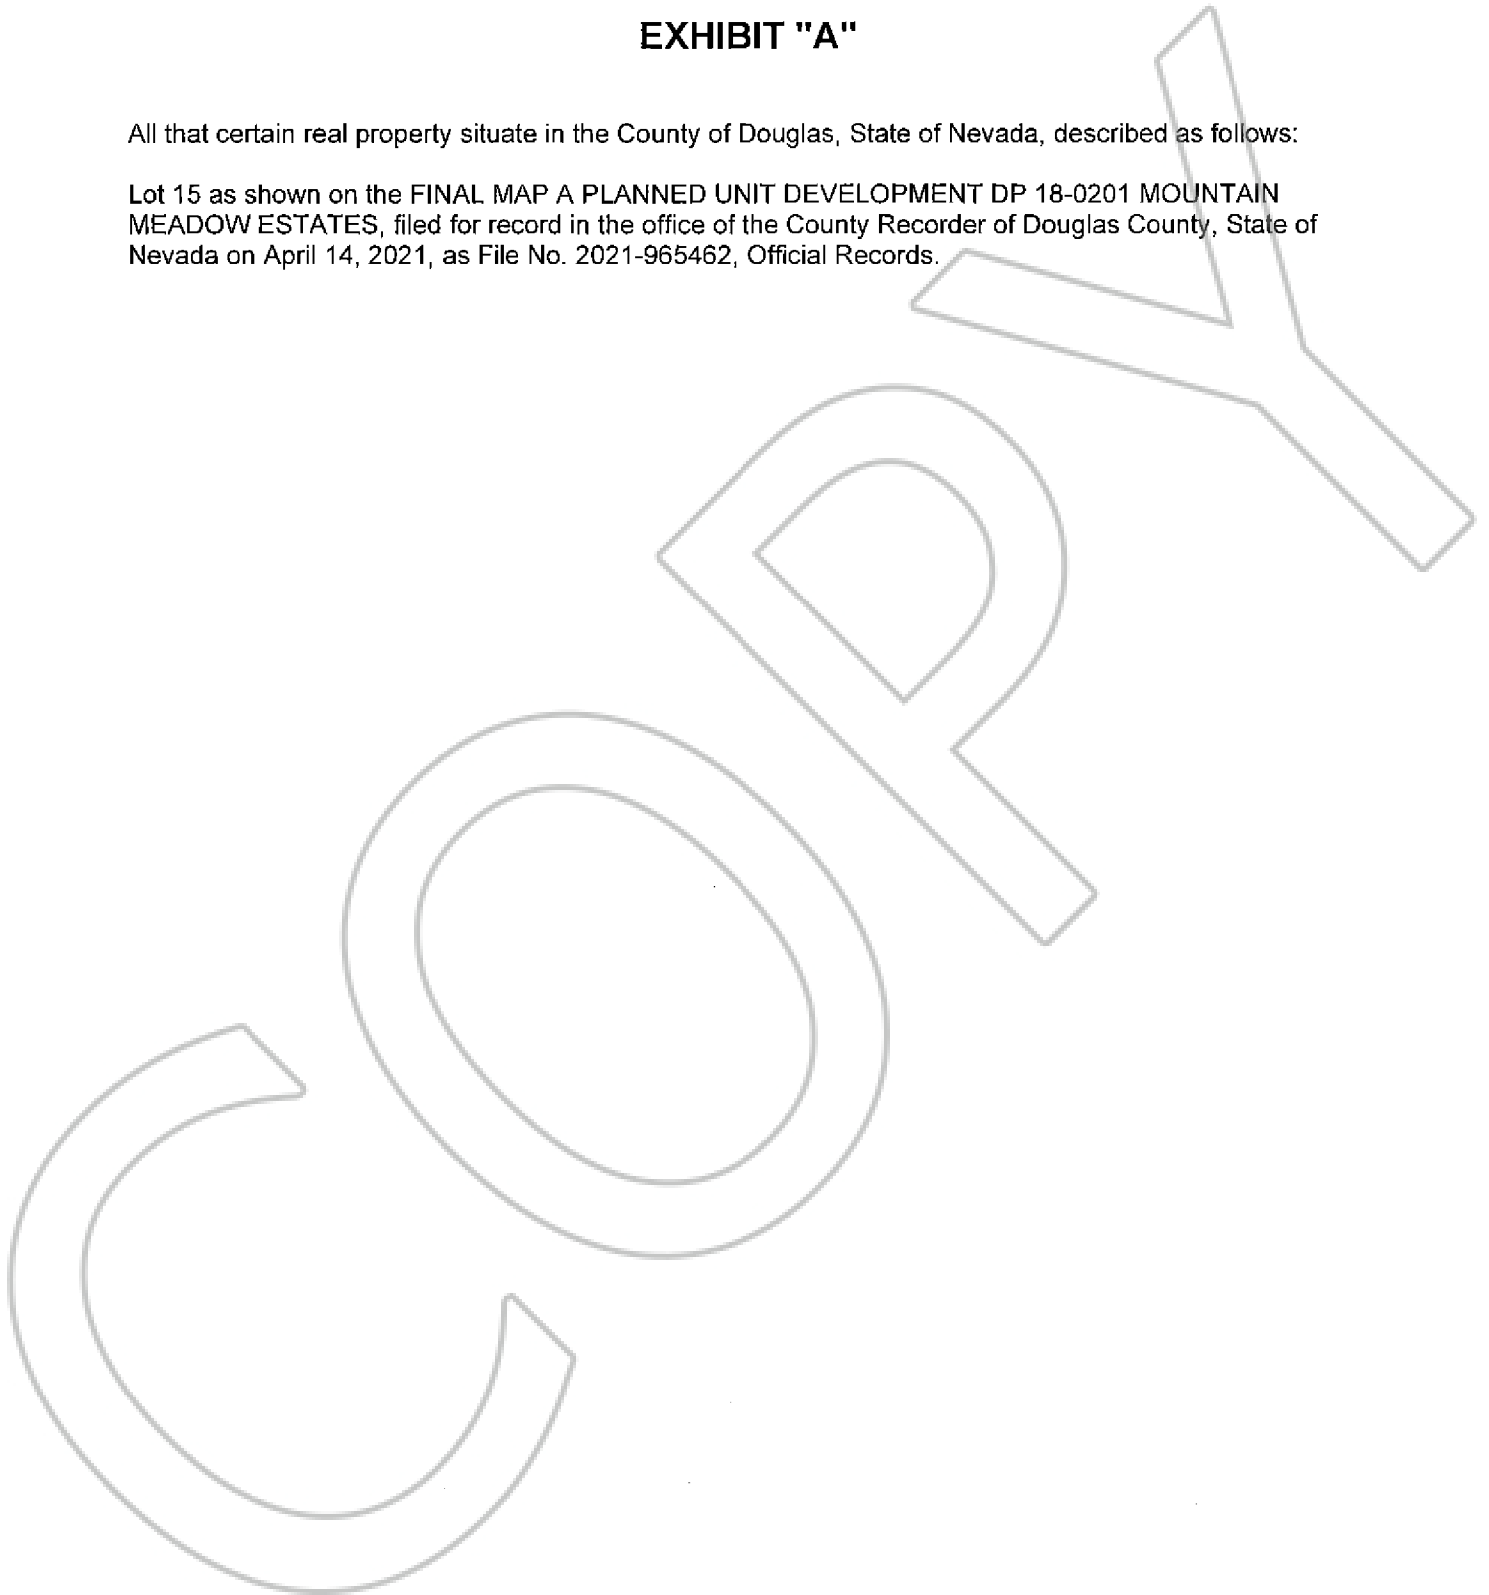 EXHIBIT "A"
All that certain real property situate in the County of Douglas, State of Nevada, described as follows:
Lot 15 as shown on the FINAL MAP A PLANNED UNIT DEVELOPMENT DP 18-0201 MOUNTAIN
MEADOW ESTATES, filed for record in the office of the County Recorder of Douglas County, State of
Nevada on April 14, 2021, as File No. 2021-965462, Official Records.
COPY